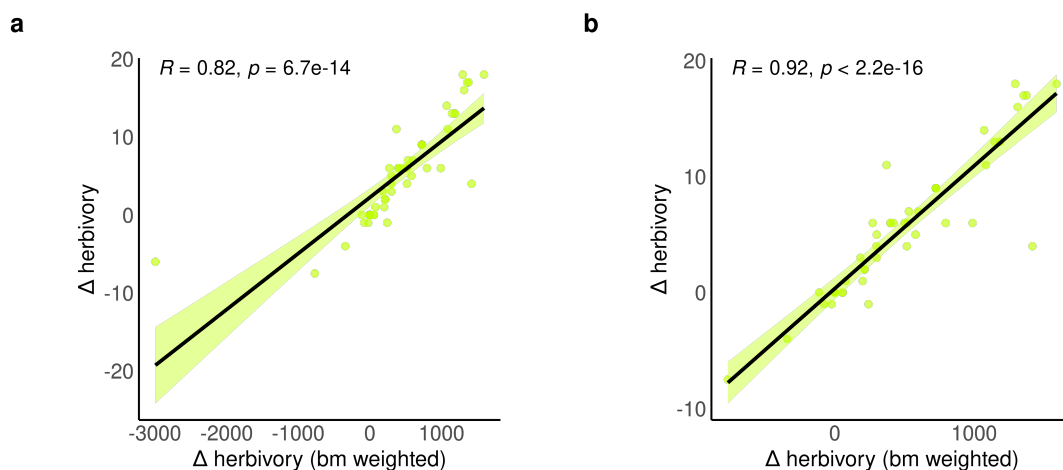 a
R = 0.82, p = 6.7e-14
20
10
0
-10
-20
Δ herbivory
-3000 -2000 -1000 0 1000
Δ herbivory (bm weighted)
b
R = 0.92, p < 2.2e-16
20
10
0
-10
Δ herbivory
0 1000
Δ herbivory (bm weighted)